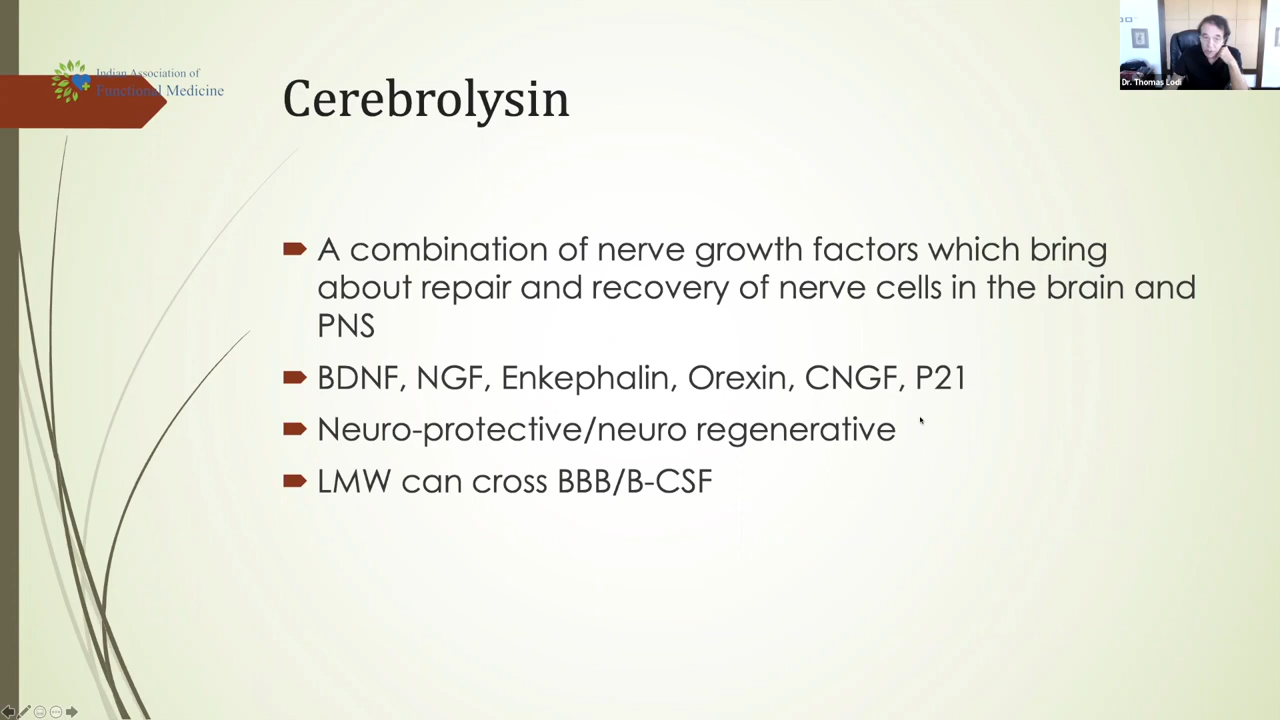 Indian Association of
Functional Medicine
Cerebrolysin
Dr. Thomas Lodi
A combination of nerve growth factors which bring
about repair and recovery of nerve cells in the brain and
PNS
BDNF, NGF, Enkephalin, Orexin, CNGF, P21
Neuro-protective/neuro regenerative
LMW can cross BBB/B-CSF